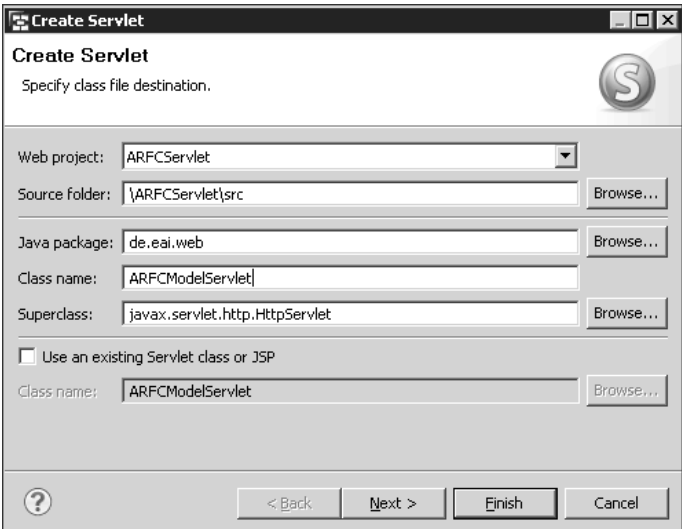 Create Servlet
Create Servlet
Specify class file destination.
S
Web project: ARFCServlet
Source folder: \ARFCServlet\src Browse...
Java package: de.eai.web Browse...
Class name: ARFCModelServlet
Superclass: javax.servlet.http.HttpServlet Browse...
Use an existing Servlet class or JSP
Class name: ARFCModelServlet Browse...
? < Back Next > Finish Cancel